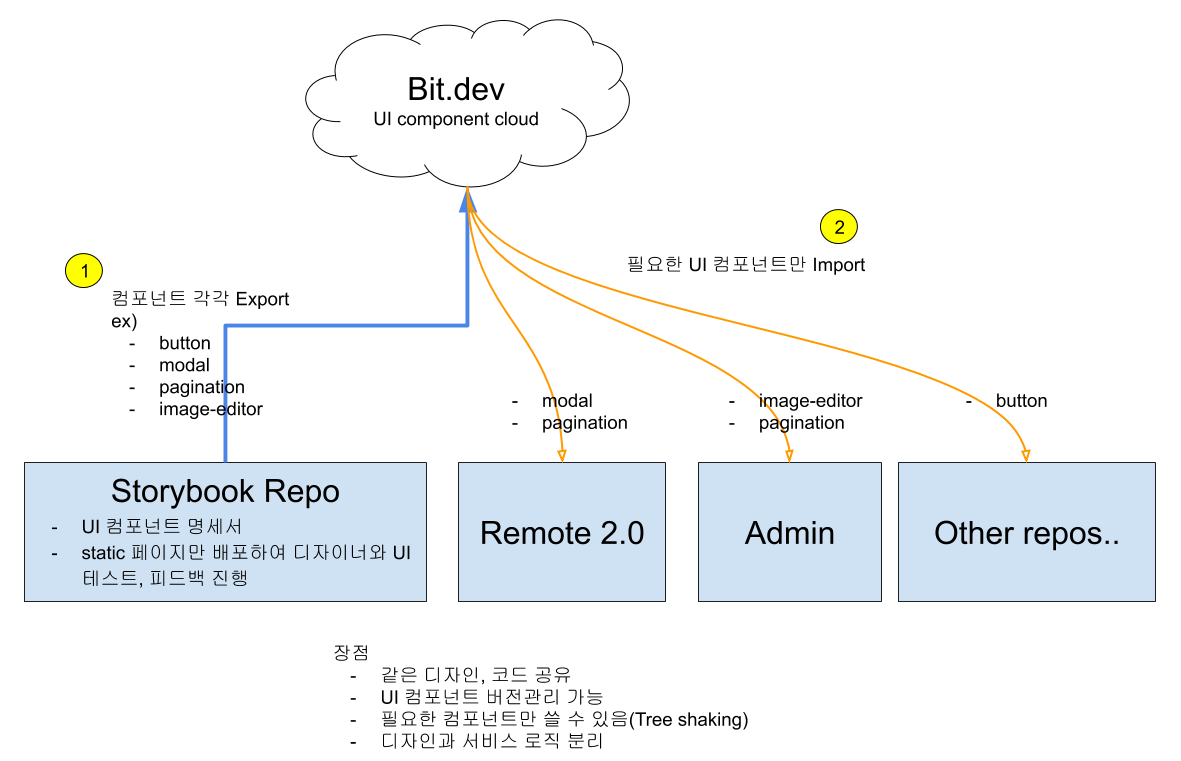 Bit.dev
UI component cloud
1
컴포넌트 각각 Export
ex)
- button
- modal
- pagination
- image-editor
2
필요한 UI 컴포넌트만 Import
- modal
- pagination
- image-editor
- pagination
- button
Storybook Repo
- UI 컴포넌트 명세서
- static 페이지만 배포하여 디자이너와 UI
테스트, 피드백 진행
Remote 2.0
Admin
Other repos..
장점
- 같은 디자인, 코드 공유
- UI 컴포넌트 버전관리 가능
- 필요한 컴포넌트만 쓸 수 있음(Tree shaking)
- 디자인과 서비스 로직 분리